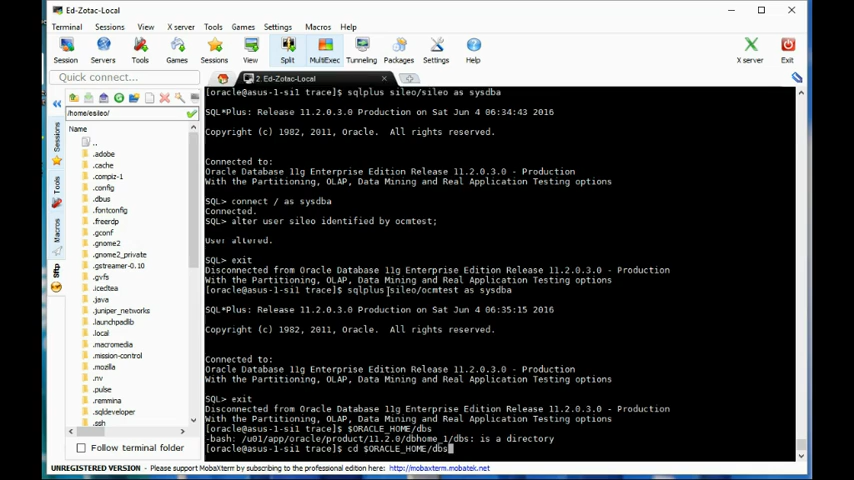 Ed-Zotac-Local
Terminal Sessions View X server Tools Games Settings Macros Help
Session Servers Tools Games Sessions View Split MultiExec Tunneling Packages Settings Help X server Exit
Quick connect...
2. Ed-Zotac-Local
/home/esileo/
Name
..
.adobe
.cache
.compiz-1
.config
.dbus
.fontconfig
.freerdp
.gconf
.gnome2
.gnome2_private
.gstreamer-0.10
.gvfs
.icedtea
.java
.juniper_networks
.launchpadlib
.local
.macromedia
.mission-control
.mozilla
.nv
.pulse
.remmina
.sqldeveloper
.ssh
Sessions
Tools
Macros
Sftp
Follow terminal folder
[oracle@asus-1-si1 trace]$ sqlplus sileo/sileo as sysdba
SQL*Plus: Release 11.2.0.3.0 Production on Sat Jun 4 06:34:43 2016
Copyright (c) 1982, 2011, Oracle. All rights reserved.
Connected to:
Oracle Database 11g Enterprise Edition Release 11.2.0.3.0 - Production
With the Partitioning, OLAP, Data Mining and Real Application Testing options
SQL> connect / as sysdba
Connected.
SQL> alter user sileo identified by ocmtest;
User altered.
SQL> exit
Disconnected from Oracle Database 11g Enterprise Edition Release 11.2.0.3.0 - Production
With the Partitioning, OLAP, Data Mining and Real Application Testing options
[oracle@asus-1-si1 trace]$ sqlplus sileo/ocmtest as sysdba
SQL*Plus: Release 11.2.0.3.0 Production on Sat Jun 4 06:35:15 2016
Copyright (c) 1982, 2011, Oracle. All rights reserved.
Connected to:
Oracle Database 11g Enterprise Edition Release 11.2.0.3.0 - Production
With the Partitioning, OLAP, Data Mining and Real Application Testing options
SQL> exit
Disconnected from Oracle Database 11g Enterprise Edition Release 11.2.0.3.0 - Production
With the Partitioning, OLAP, Data Mining and Real Application Testing options
[oracle@asus-1-si1 trace]$ $ORACLE_HOME/dbs
-bash: /u01/app/oracle/product/11.2.0/dbhome_1/dbs: is a directory
[oracle@asus-1-si1 trace]$ cd $ORACLE_HOME/dbs
UNREGISTERED VERSION - Please support MobaXterm by subscribing to the professional edition here: http://mobaxterm.mobatek.net